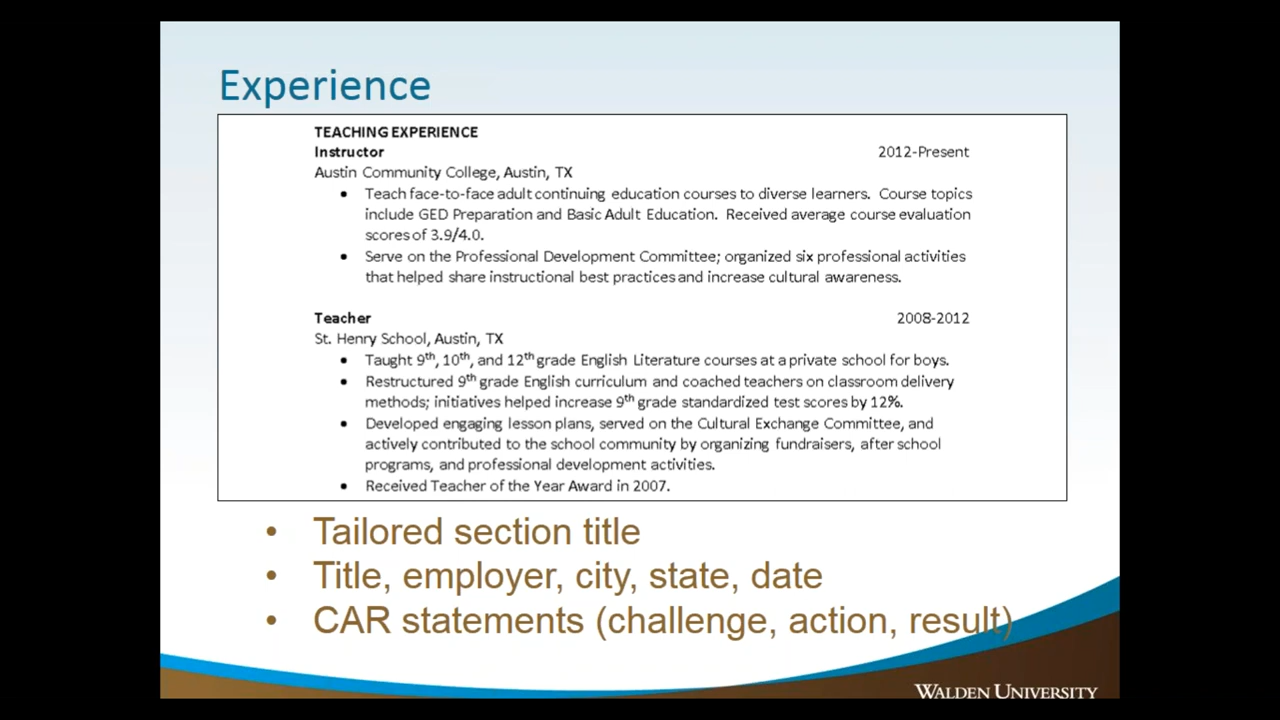 Experience
TEACHING EXPERIENCE
Instructor 2012-Present
Austin Community College, Austin, TX
• Teach face-to-face adult continuing education courses to diverse learners. Course topics
include GED Preparation and Basic Adult Education. Received average course evaluation
scores of 3.9/4.0.
• Serve on the Professional Development Committee; organized six professional activities
that helped share instructional best practices and increase cultural awareness.
Teacher 2008-2012
St. Henry School, Austin, TX
• Taught 9th, 10th, and 12th grade English Literature courses at a private school for boys.
• Restructured 9th grade English curriculum and coached teachers on classroom delivery
methods; initiatives helped increase 9th grade standardized test scores by 12%.
• Developed engaging lesson plans, served on the Cultural Exchange Committee, and
actively contributed to the school community by organizing fundraisers, after school
programs, and professional development activities.
• Received Teacher of the Year Award in 2007.
• Tailored section title
• Title, employer, city, state, date
• CAR statements (challenge, action, result)
WALDEN UNIVERSITY